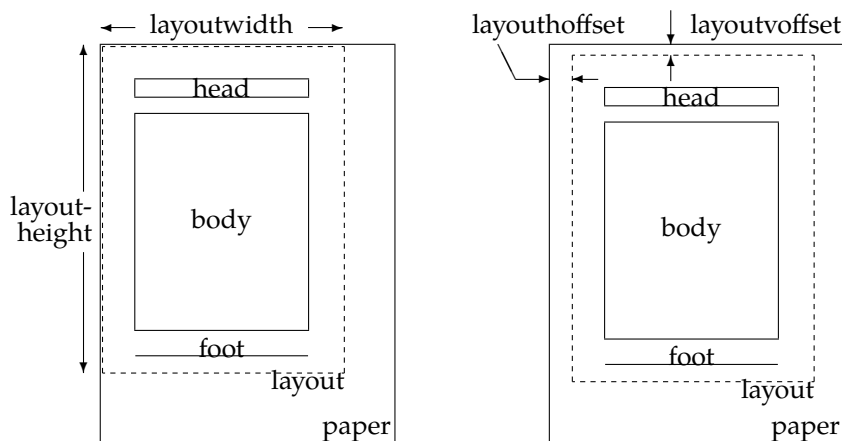 layoutwidth
head
layout-
height
body
foot
layout
paper
layouthoffset
layoutvoffset
head
body
foot
layout
paper